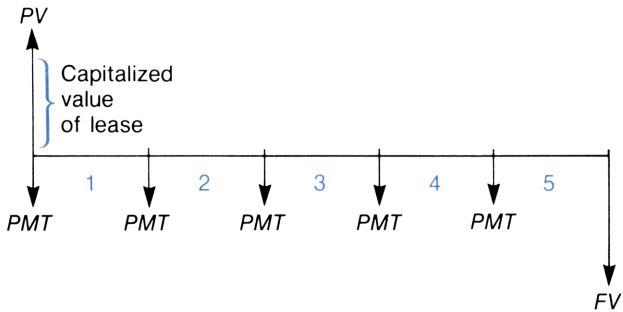 PV
Capitalized
value
of lease
1 2 3 4 5
PMT PMT PMT PMT PMT
FV